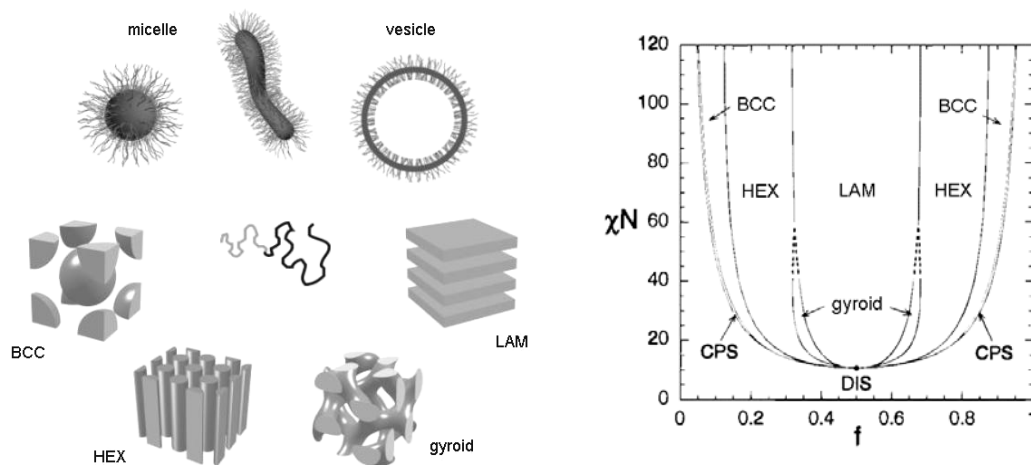 micelle
vesicle
BCC
LAM
HEX
gyroid
120
100
80
60
40
20
0
χN
BCC
BCC
HEX
LAM
HEX
gyroid
CPS
CPS
DIS
0 0.2 0.4 0.6 0.8
f